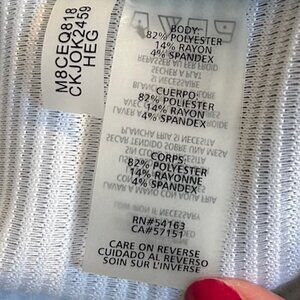 M8CEQ818
CKJOK2459
HEG
BODY:
82% POLYESTER
14% RAYON
4% SPANDEX
CUERPO:
82% POLIESTER
14% RAYON
4% SPANDEX
CORPS:
82% POLYESTER
14% RAYONNE
4% SPANDEX
RN#54163
CA#57151
CARE ON REVERSE
CUIDADO AL REVERSO
SOIN SUR L'INVERSE